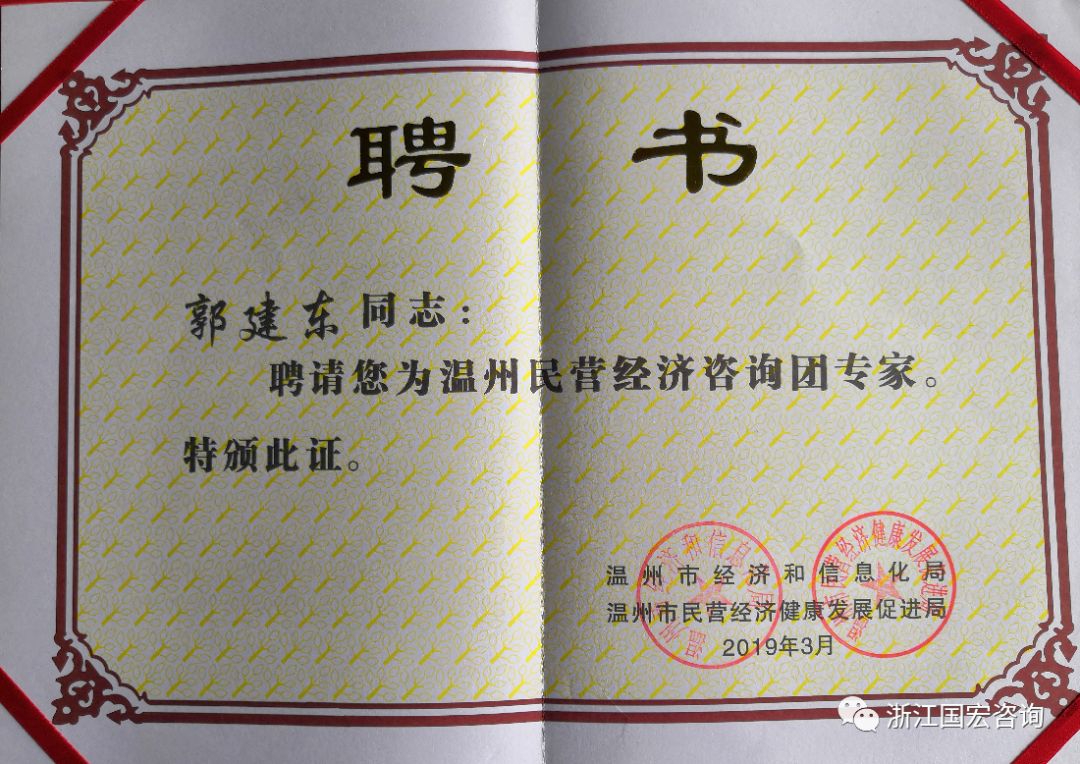 聘 书
郭建东同志：
聘请您为温州民营经济咨询团专家。
特颁此证。
温州市经济和信息化局
温州市民营经济健康发展促进局
2019年3月
浙江国宏咨询